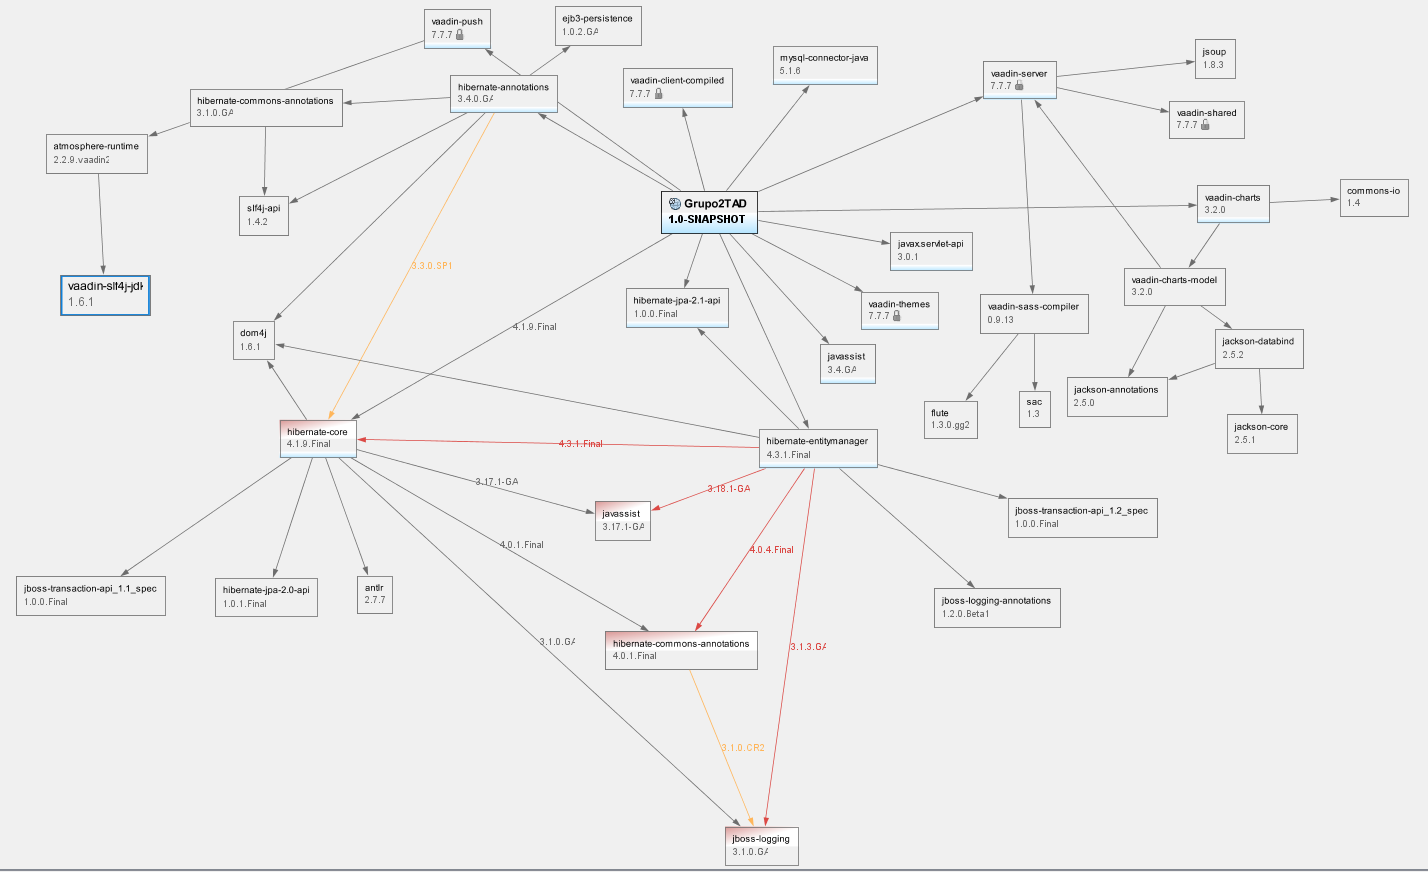 vaadin-push
7.7.7
ejb3-persistence
1.0.2.GA
mysql-connector-java
5.1.6
jsoup
1.8.3
vaadin-server
7.7.7
vaadin-client-compiled
7.7.7
hibernate-annotations
3.4.0.GA
hibernate-commons-annotations
3.1.0.GA
vaadin-shared
7.7.7
atmosphere-runtime
2.2.9.vaadin2
slf4j-api
1.4.2
Grupo2TAD
1.0-SNAPSHOT
vaadin-charts
3.2.0
commons-io
1.4
javax.servlet-api
3.0.1
3.3.0.SP1
vaadin-slf4j-jdk
1.6.1
hibernate-jpa-2.1-api
1.0.0.Final
vaadin-themes
7.7.7
vaadin-sass-compiler
0.9.13
vaadin-charts-model
3.2.0
4.1.9.Final
dom4j
1.6.1
javassist
3.4.GA
jackson-databind
2.5.2
jackson-annotations
2.5.0
flute
1.3.0.gg2
sac
1.3
jackson-core
2.5.1
hibernate-core
4.1.9.Final
4.3.1.Final
hibernate-entitymanager
4.3.1.Final
3.17.1-GA
3.18.1-GA
javassist
3.17.1-GA
jboss-transaction-api_1.2_spec
1.0.0.Final
4.0.1.Final
4.0.4.Final
jboss-transaction-api_1.1_spec
1.0.0.Final
hibernate-jpa-2.0-api
1.0.1.Final
antlr
2.7.7
jboss-logging-annotations
1.2.0.Beta1
3.1.0.GA
hibernate-commons-annotations
4.0.1.Final
3.1.3.GA
3.1.0.CR2
jboss-logging
3.1.0.GA